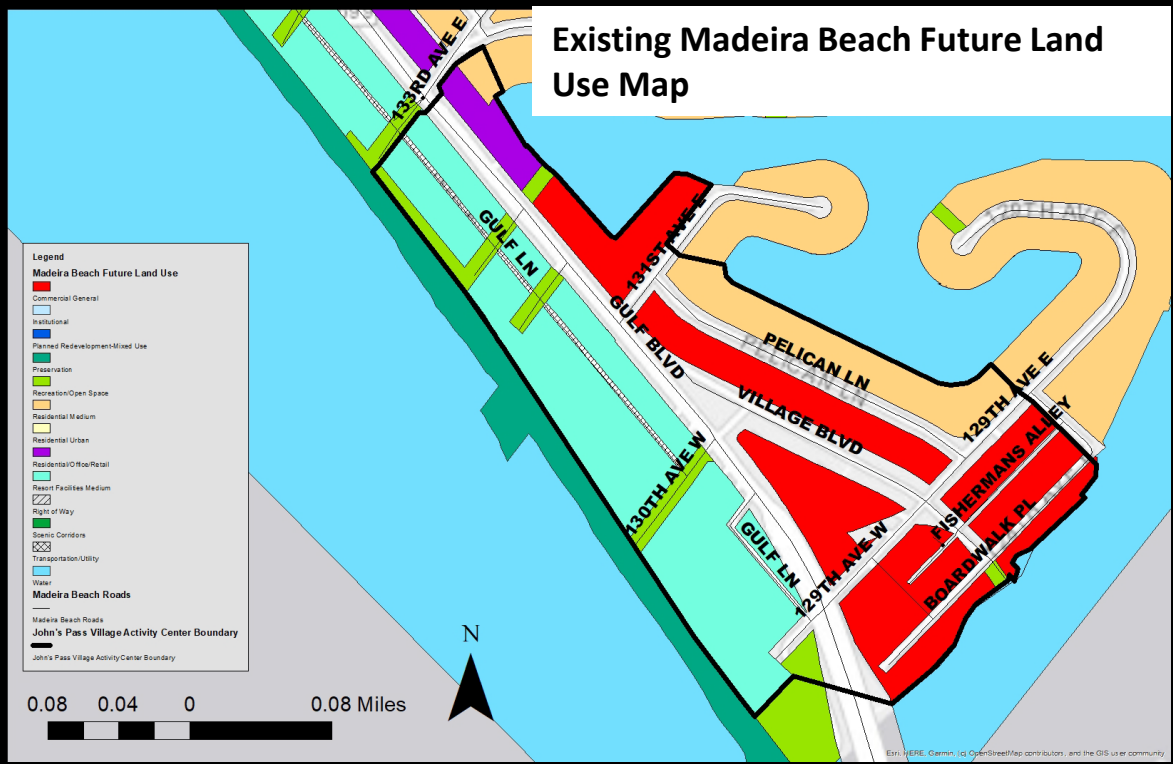 Existing Madeira Beach Future Land
Use Map
133RD AVE E
GULF LN
131ST AVE E
GULF BLVD
PELICAN LN
PELICAN LN
VILLAGE BLVD
129TH AVE E
129TH AVE E
FISHERMANS ALLEY
130TH AVE W
GULF LN
129TH AVE W
BOARDWALK PL
Legend
Madeira Beach Future Land Use
Commercial General
Institutional
Planned Redevelopment-Mixed Use
Preservation
Recreation/Open Space
Residential Medium
Residential Urban
Residential/Office/Retail
Resort Facilities Medium
Right of Way
Scenic Corridors
Transportation/Utility
Water
Madeira Beach Roads
Madeira Beach Roads
John's Pass Village Activity Center Boundary
John's Pass Village Activity Center Boundary
N
0.08 0.04 0 0.08 Miles
Esri, HERE, Garmin, (c) OpenStreetMap contributors, and the GIS user community